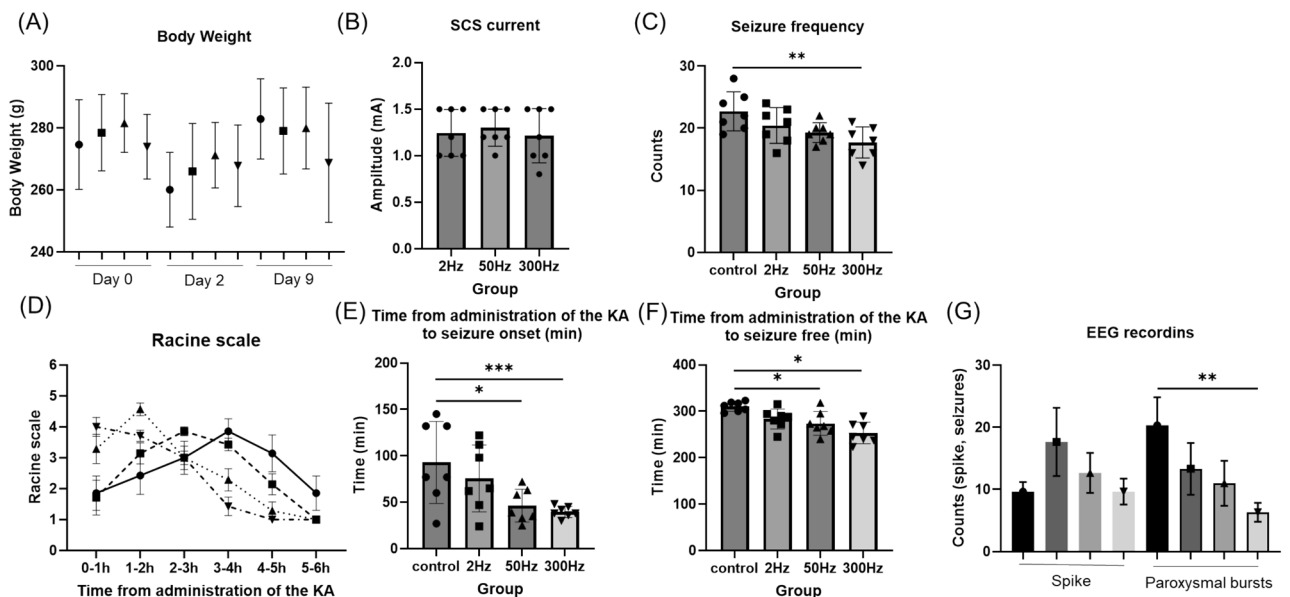 (A)
Body Weight
Body Weight (g)
300
280
260
240
Day 0
Day 2
Day 9
(B)
SCS current
Amplitude (mA)
2.0
1.5
1.0
0.5
0.0
2Hz 50Hz 300Hz
Group
(C)
Seizure frequency
**
Counts
30
20
10
0
control 2Hz 50Hz 300Hz
Group
(D)
Racine scale
Racine scale
6
5
4
3
2
1
0
0-1h 1-2h 2-3h 3-4h 4-5h 5-6h
Time from administration of the KA
(E)
Time from administration of the KA
to seizure onset (min)
***
*
Time (min)
200
150
100
50
0
control 2Hz 50Hz 300Hz
Group
(F)
Time from administration of the KA
to seizure free (min)
*
*
Time (min)
400
300
200
100
0
control 2Hz 50Hz 300Hz
Group
(G)
EEG recordins
**
Counts (spike, seizures)
30
20
10
0
Spike
Paroxysmal bursts